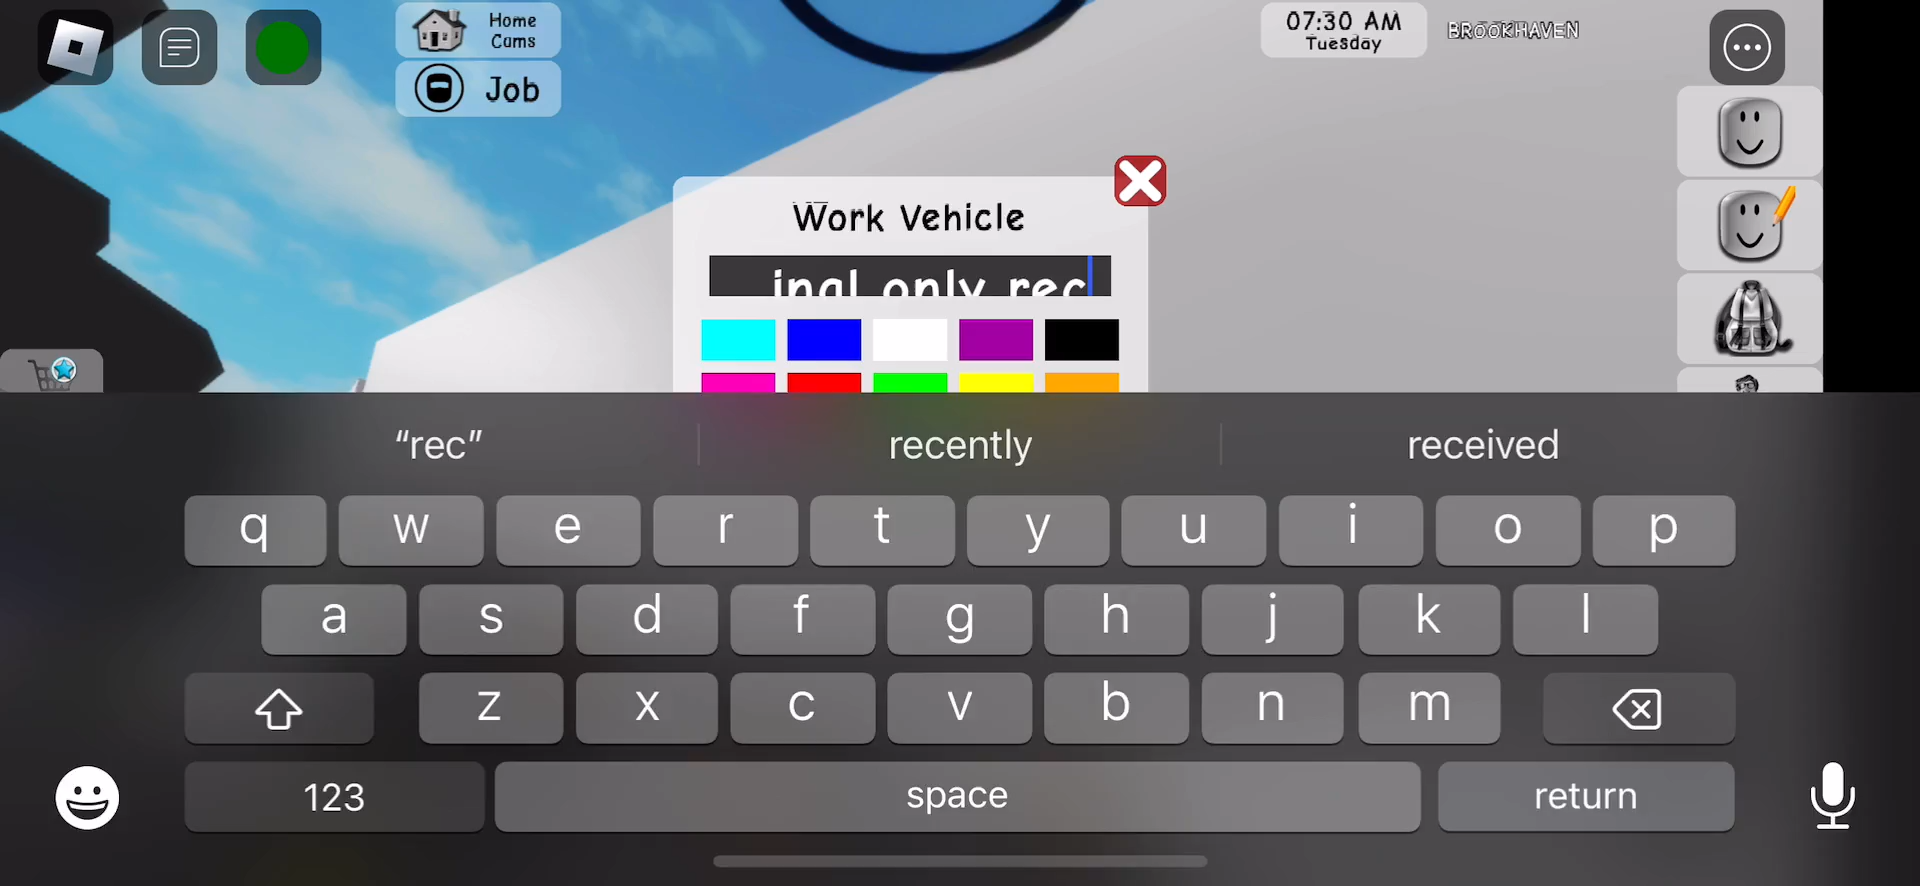 Home
Cams
Job
07:30 AM
Tuesday
BROOKHAVEN
Work Vehicle
inal only rec
“rec”
recently
received
q w e r t y u i o p
a s d f g h j k l
z x c v b n m
123
space
return